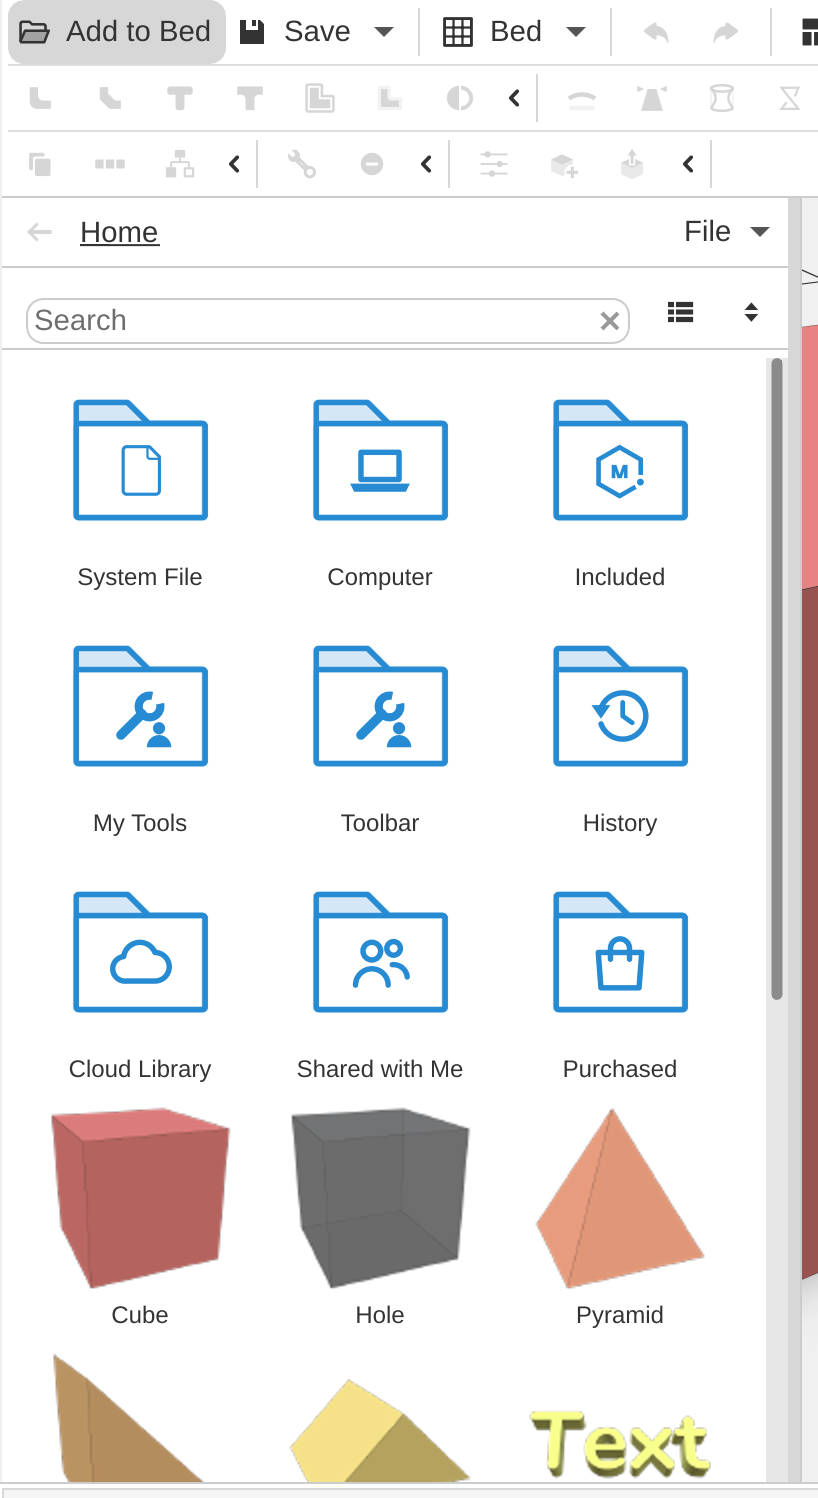 Add to Bed Save Bed
Home File
Search
M
System File Computer Included
My Tools Toolbar History
Cloud Library Shared with Me Purchased
Cube Hole Pyramid
Text